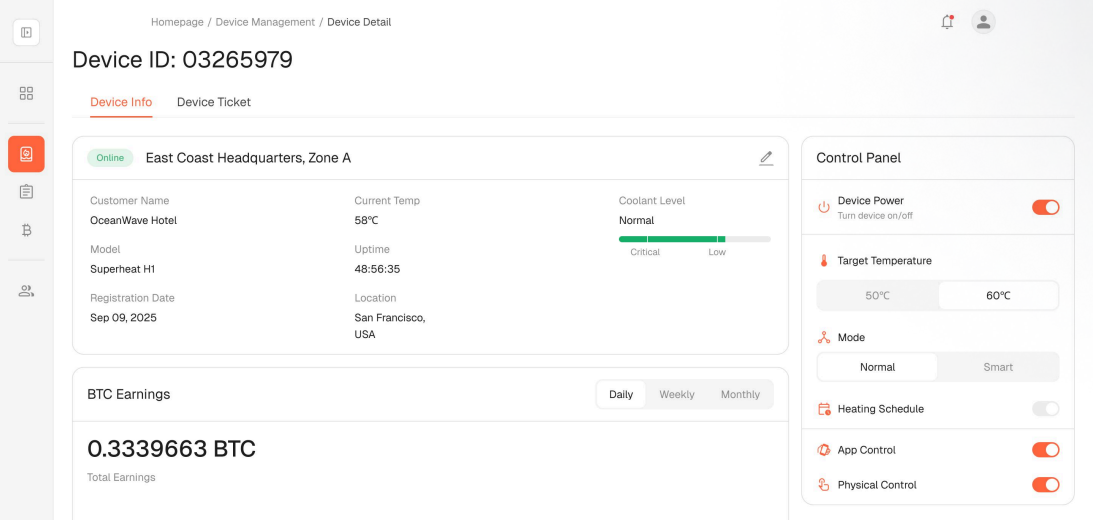 Homepage / Device Management / Device Detail
Device ID: 03265979
Device Info
Device Ticket
Online
East Coast Headquarters, Zone A
Customer Name
OceanWave Hotel
Current Temp
58℃
Coolant Level
Normal
Critical
Low
Model
Superheat H1
Uptime
48:56:35
Registration Date
Sep 09, 2025
Location
San Francisco,
USA
BTC Earnings
Daily
Weekly
Monthly
0.3339663 BTC
Total Earnings
Control Panel
Device Power
Turn device on/off
Target Temperature
50℃
60℃
Mode
Normal
Smart
Heating Schedule
App Control
Physical Control